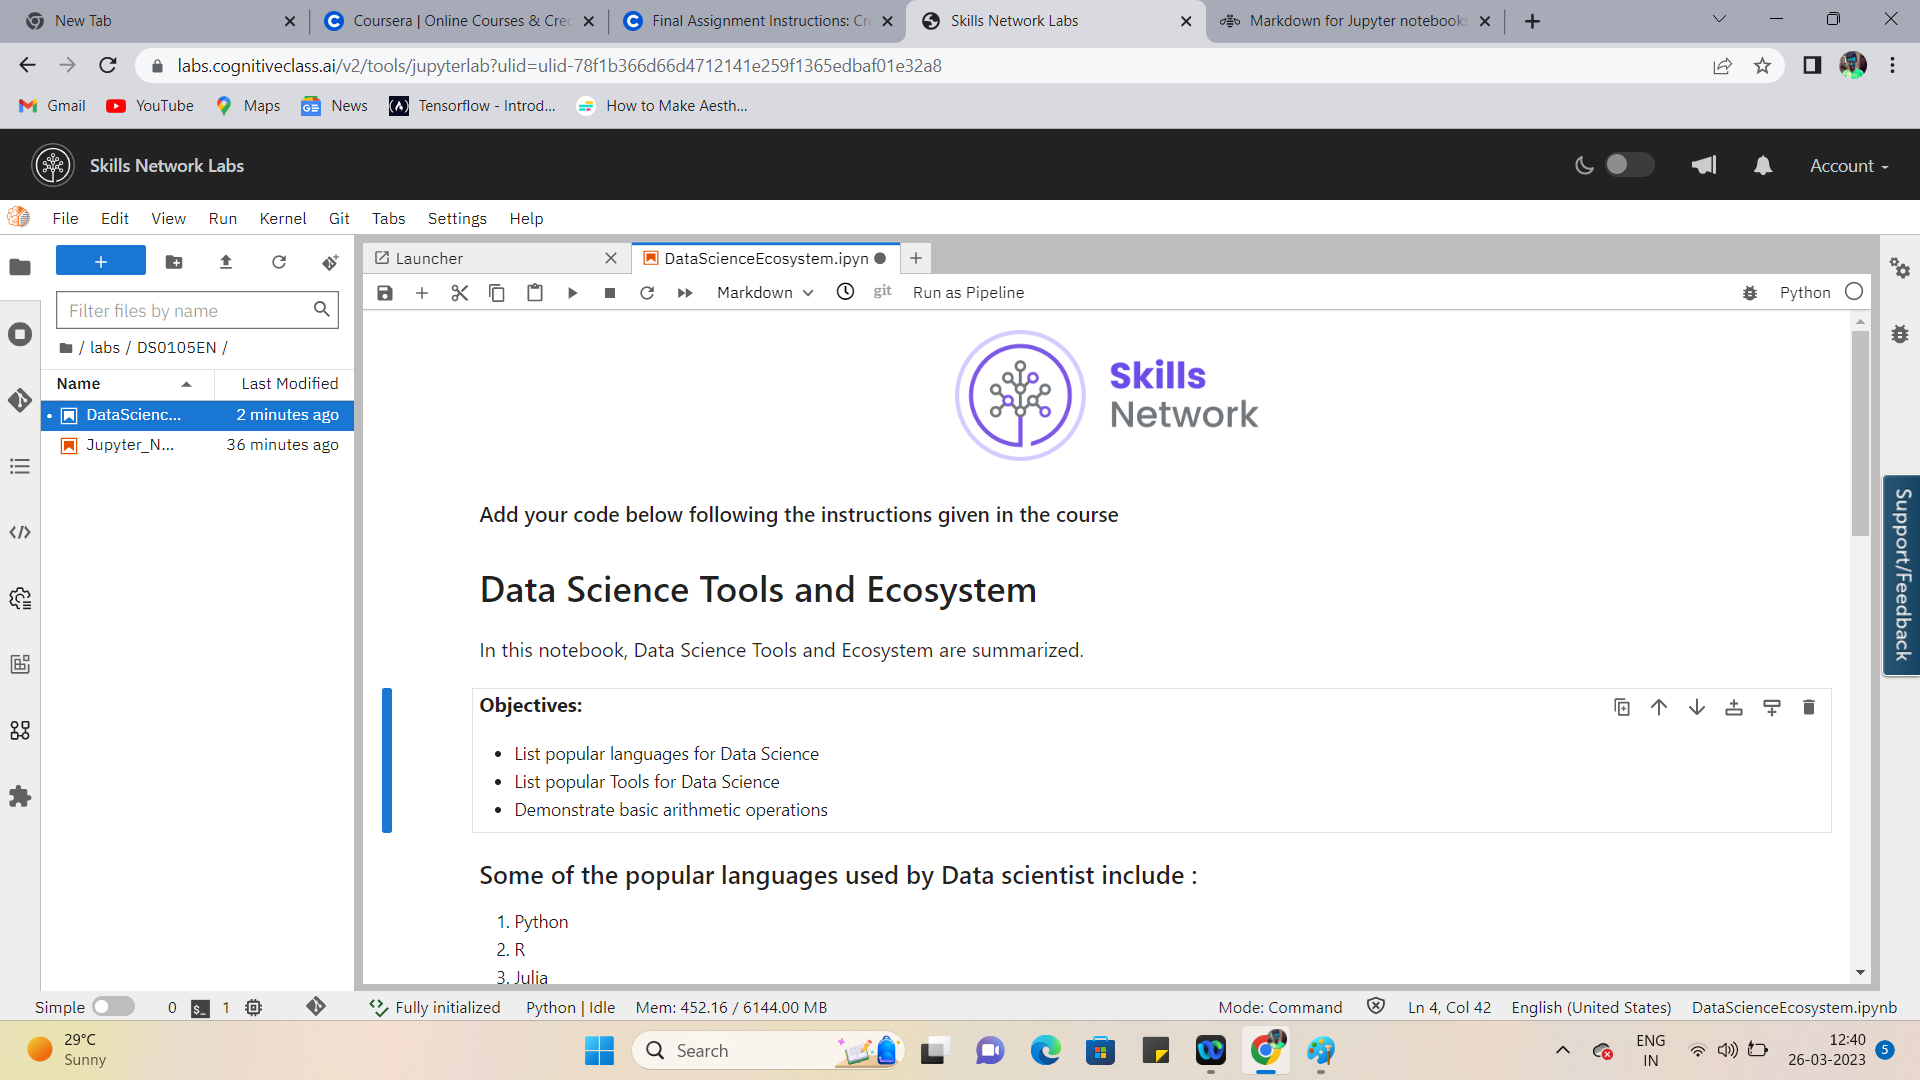 New Tab
Coursera | Online Courses & Crec
Final Assignment Instructions: Cre
Skills Network Labs
Markdown for Jupyter notebooks
labs.cognitiveclass.ai/v2/tools/jupyterlab?ulid=ulid-78f1b366d66d4712141e259f1365edbaf01e32a8
Gmail
YouTube
Maps
News
Tensorflow - Introd...
How to Make Aesth...
Skills Network Labs
Account
File Edit View Run Kernel Git Tabs Settings Help
Launcher
DataScienceEcosystem.ipyn
Filter files by name
Markdown
git
Run as Pipeline
Python
/ labs / DS0105EN /
Name
Last Modified
DataScienc... 2 minutes ago
Jupyter_N... 36 minutes ago
Skills
Network
Add your code below following the instructions given in the course
Data Science Tools and Ecosystem
In this notebook, Data Science Tools and Ecosystem are summarized.
Objectives:
• List popular languages for Data Science
• List popular Tools for Data Science
• Demonstrate basic arithmetic operations
Some of the popular languages used by Data scientist include :
1. Python
2. R
3. Julia
Support/Feedback
Simple
0
1
Fully initialized
Python | Idle
Mem: 452.16 / 6144.00 MB
Mode: Command
Ln 4, Col 42
English (United States)
DataScienceEcosystem.ipynb
29°C
Sunny
Search
ENG
IN
12:40
26-03-2023
5